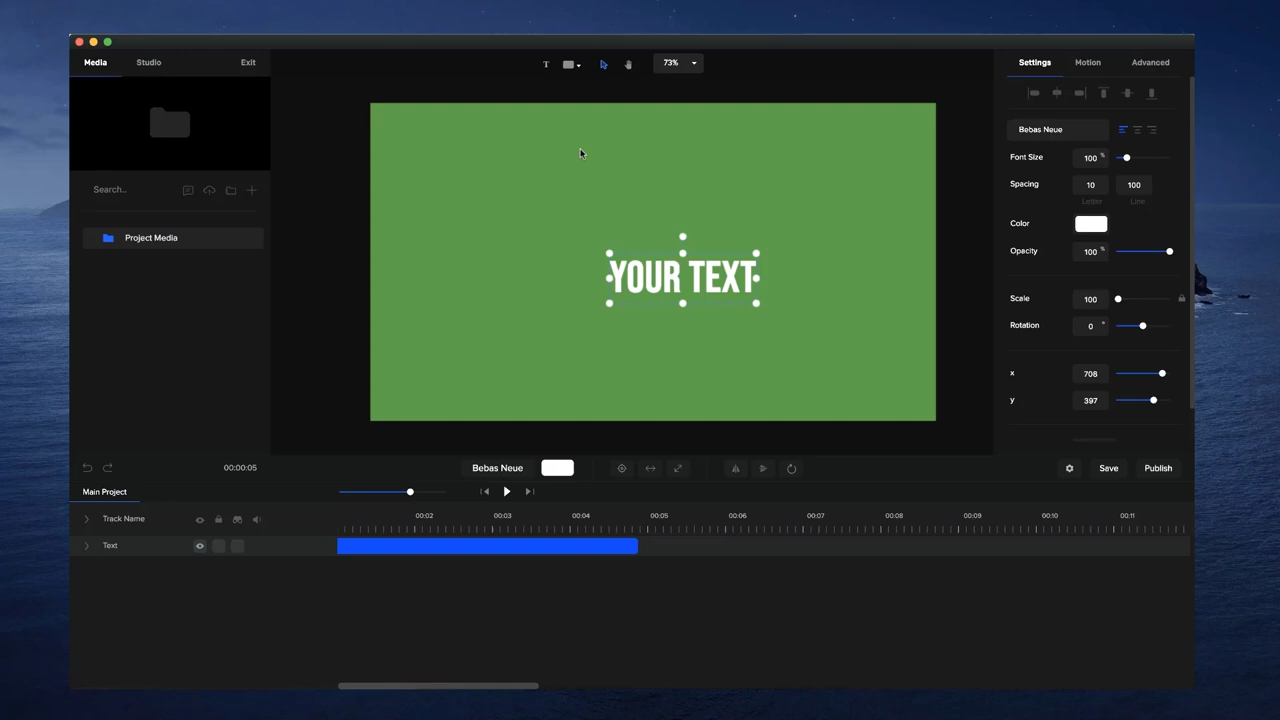 Media Studio Exit
T 73%
Settings Motion Advanced
Search..
Project Media
YOUR TEXT
Bebas Neue
Font Size 100 %
Spacing 10 100
Letter Line
Color
Opacity 100 %
Scale 100
Rotation 0 °
x 708
y 397
00:00:05 Bebas Neue Save Publish
Main Project
Track Name 00:02 00:03 00:04 00:05 00:06 00:07 00:08 00:09 00:10 00:11
Text